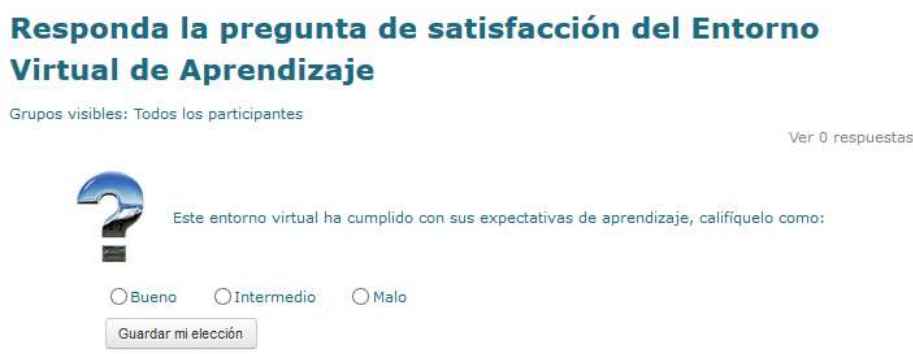 Responda la pregunta de satisfacción del Entorno
Virtual de Aprendizaje
Grupos visibles: Todos los participantes
Ver 0 respuestas
Este entorno virtual ha cumplido con sus expectativas de aprendizaje, califíquelo como:
Bueno Intermedio Malo
Guardar mi elección